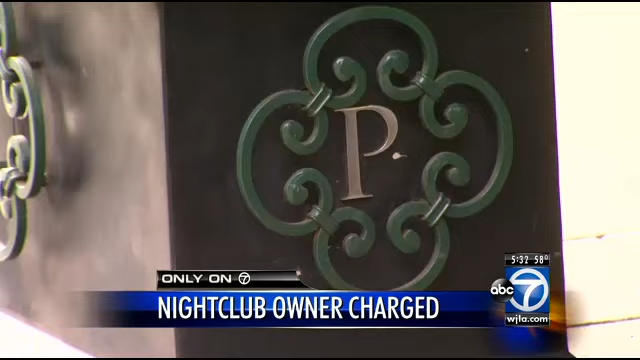 P.
ONLY ON 7
NIGHTCLUB OWNER CHARGED
5:32 58°
abc 7
wjla.com